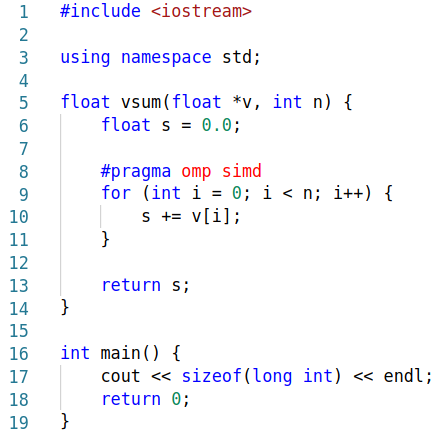 1 #include <iostream>
2
3 using namespace std;
4
5 float vsum(float *v, int n) {
6     float s = 0.0;
7
8     #pragma omp simd
9     for (int i = 0; i < n; i++) {
10         s += v[i];
11     }
12
13     return s;
14 }
15
16 int main() {
17     cout << sizeof(long int) << endl;
18     return 0;
19 }